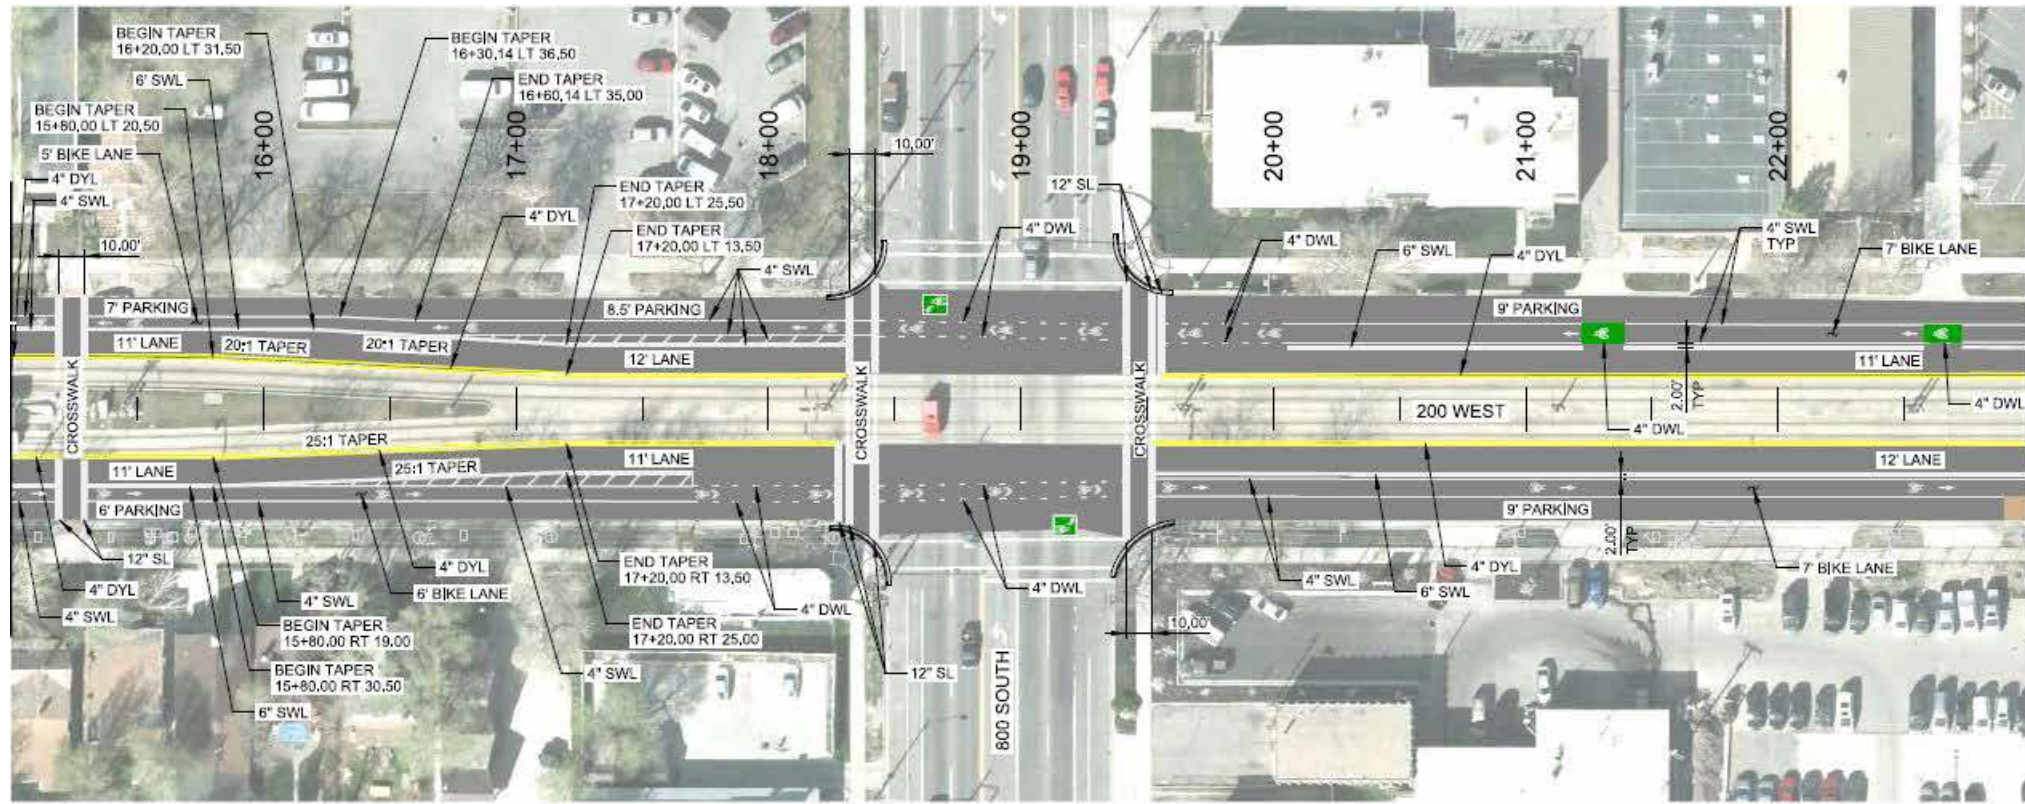 BEGIN TAPER
16+20.00 LT 31.50
6' SWL
BEGIN TAPER
15+80.00 LT 20.50
5' BIKE LANE
4" DYL
4" SWL
10.00'
BEGIN TAPER
16+30.14 LT 36.50
END TAPER
16+60.14 LT 35.00
END TAPER
17+20.00 LT 25.50
4" DYL
END TAPER
17+20.00 LT 13.50
4" SWL
16+00
17+00
18+00
19+00
20+00
21+00
22+00
10.00'
12" SL
4" DWL
4" DWL
6" SWL
4" DYL
4" SWL
TYP
7' BIKE LANE
7' PARKING
8.5' PARKING
9' PARKING
11' LANE
20:1 TAPER
20:1 TAPER
12' LANE
11' LANE
CROSSWALK
CROSSWALK
CROSSWALK
200 WEST
2.00'
TYP
4" DWL
4" DWL
25:1 TAPER
11' LANE
25:1 TAPER
11' LANE
12' LANE
6' PARKING
9' PARKING
2.00'
TYP
12" SL
4" DYL
4" SWL
4" SWL
BEGIN TAPER
15+80.00 RT 19.00
BEGIN TAPER
15+80.00 RT 30.50
6" SWL
4" DYL
6' BIKE LANE
END TAPER
17+20.00 RT 13.50
END TAPER
17+20.00 RT 25.00
4" SWL
4" DWL
12" SL
4" DWL
800 SOUTH
10.00'
4" SWL
6" SWL
4" DYL
7' BIKE LANE